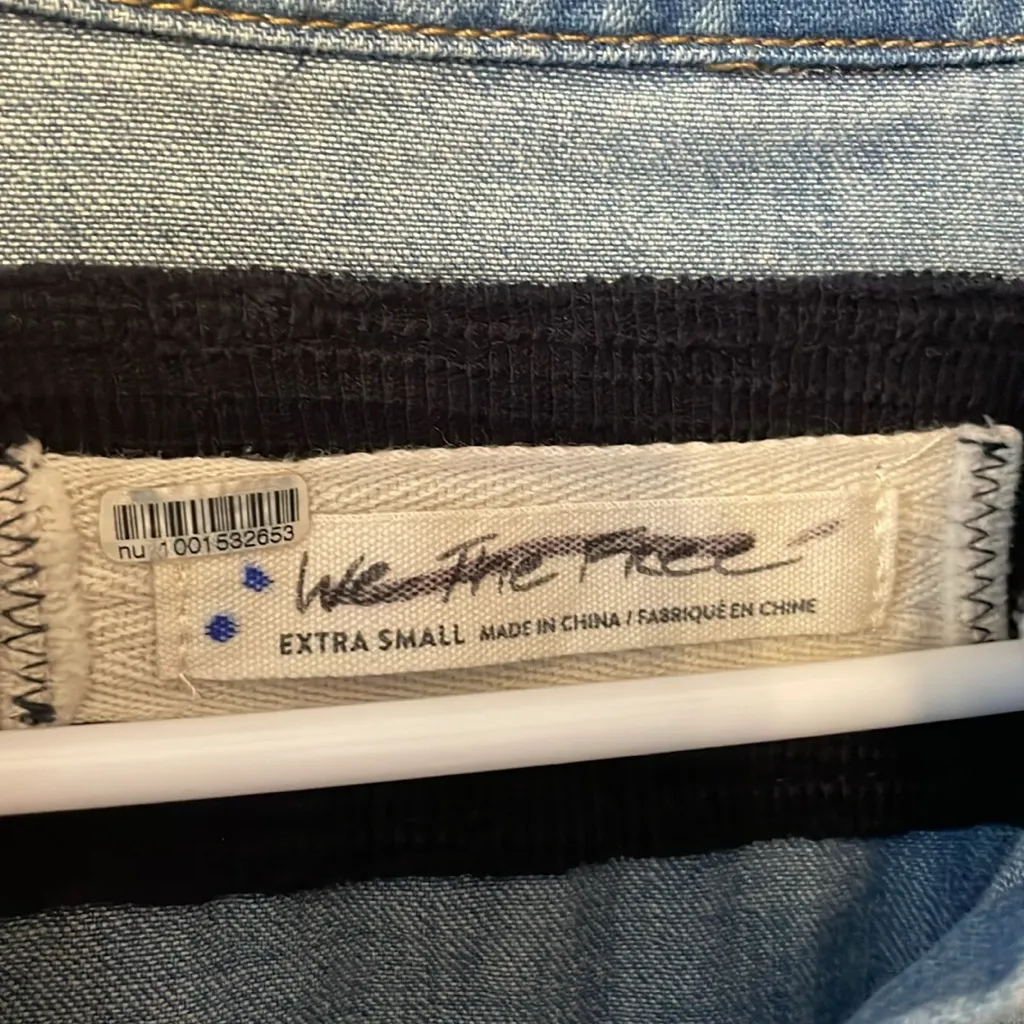 nu 1001532653
We The Free
EXTRA SMALL MADE IN CHINA / FABRIQUÉ EN CHINE